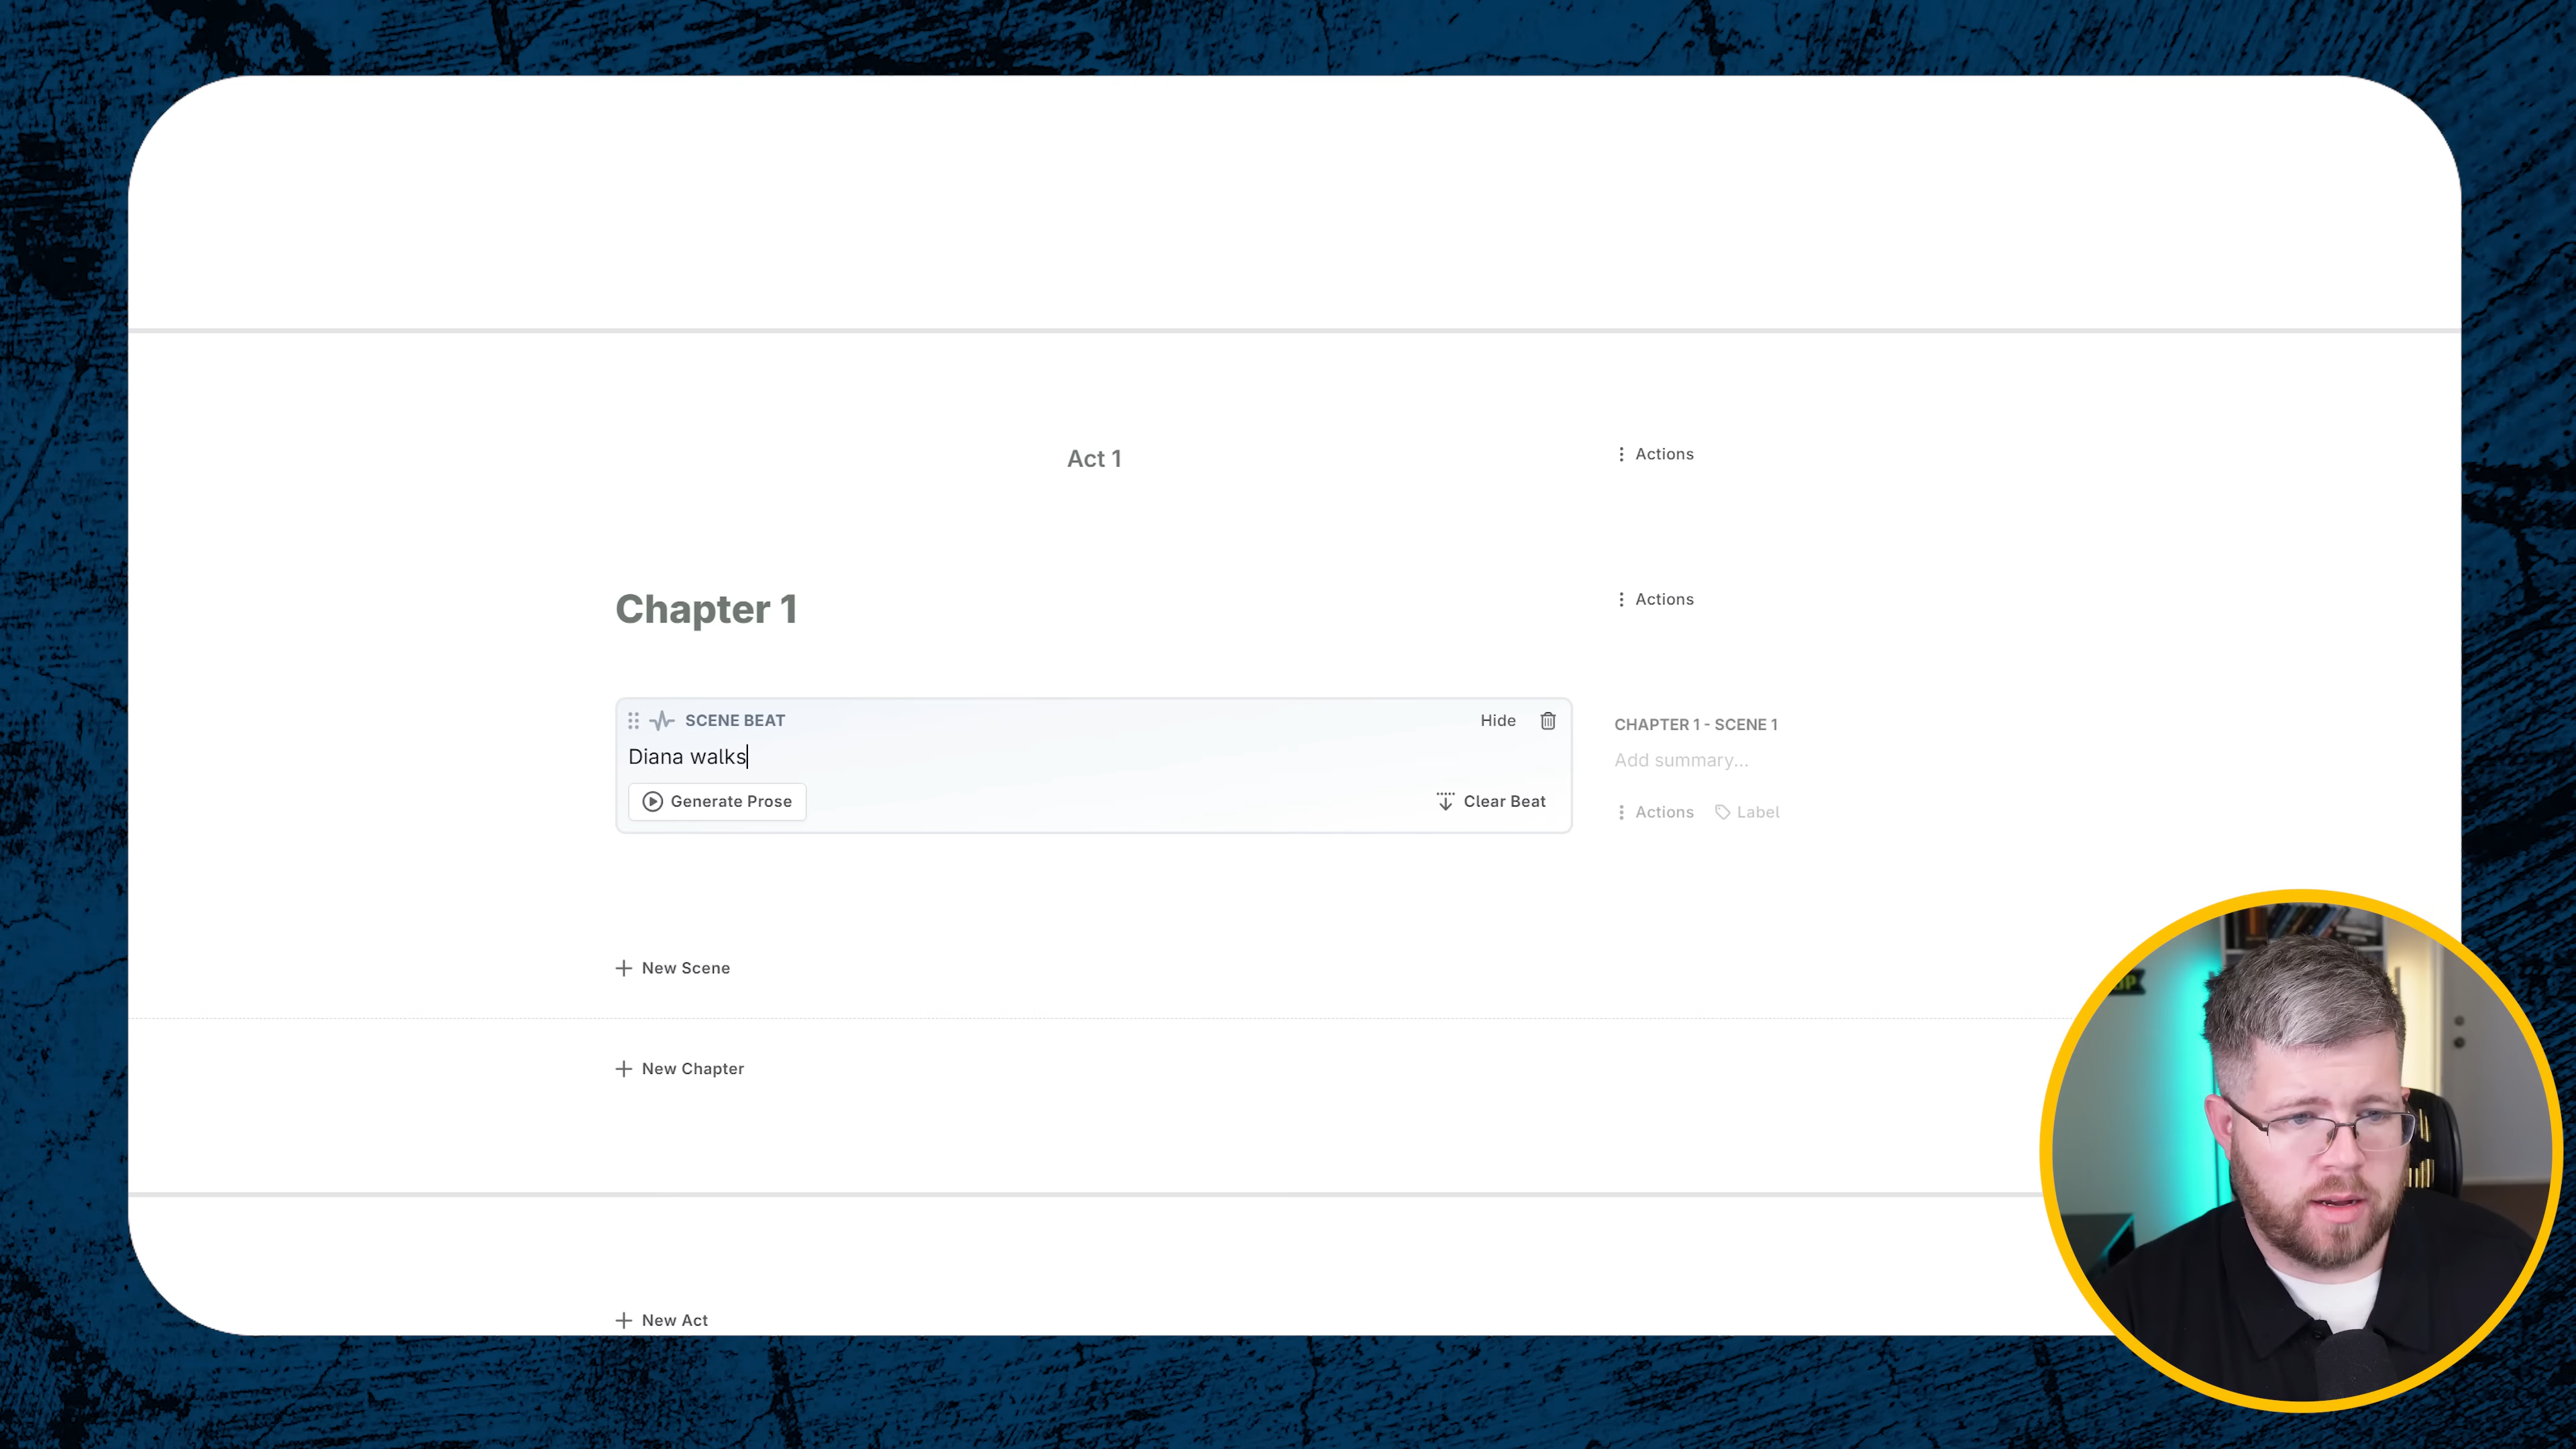 Act 1
Actions
Chapter 1
Actions
SCENE BEAT
Hide
Diana walks
Generate Prose
Clear Beat
CHAPTER 1 - SCENE 1
Add summary...
Actions
Label
New Scene
New Chapter
New Act